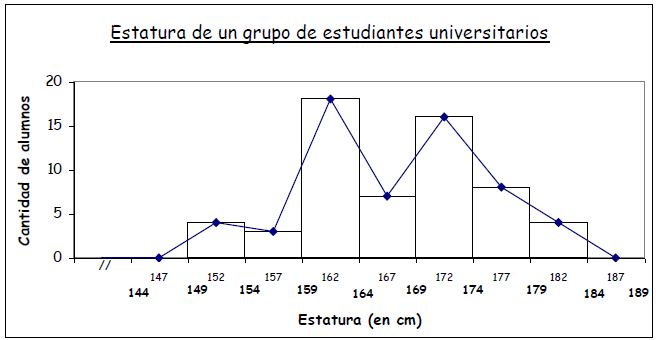 Estatura de un grupo de estudiantes universitarios
Cantidad de alumnos
20
15
10
5
0
//
147 152 157 162 167 172 177 182 187
144 149 154 159 164 169 174 179 184 189
Estatura (en cm)